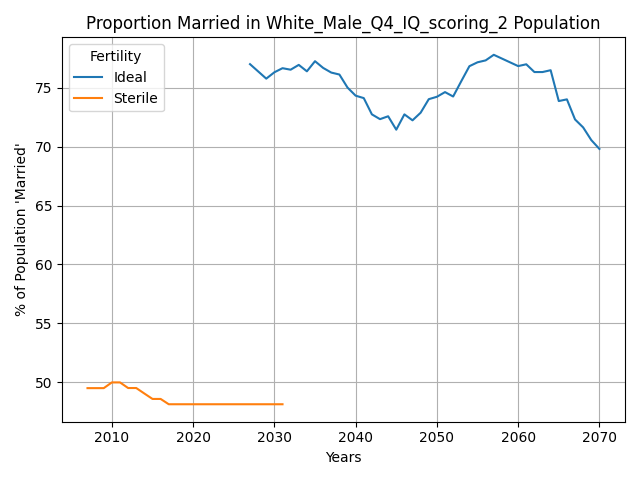 Proportion Married in White_Male_Q4_IQ_scoring_2 Population
Fertility
Ideal
Sterile
% of Population 'Married'
75
70
65
60
55
50
2010 2020 2030 2040 2050 2060 2070
Years